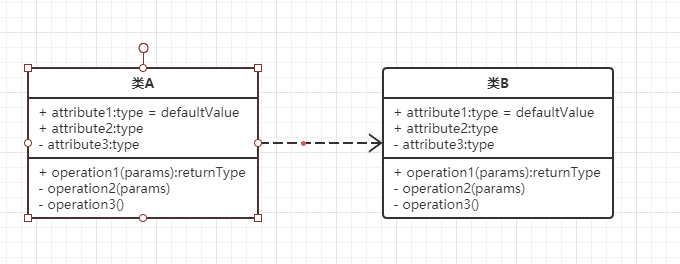 类A
+ attribute1:type = defaultValue
+ attribute2:type
- attribute3:type
+ operation1(params):returnType
- operation2(params)
- operation3()
类B
+ attribute1:type = defaultValue
+ attribute2:type
- attribute3:type
+ operation1(params):returnType
- operation2(params)
- operation3()